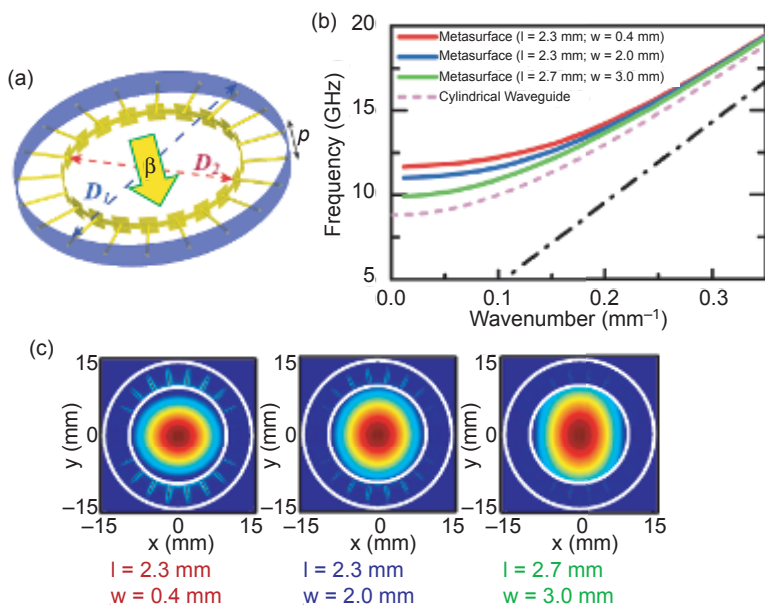 (a)
D₁
D₂
β
p
(b)
Frequency (GHz)
20
15
10
5
Metasurface (l = 2.3 mm; w = 0.4 mm)
Metasurface (l = 2.3 mm; w = 2.0 mm)
Metasurface (l = 2.7 mm; w = 3.0 mm)
Cylindrical Waveguide
0.0 0.1 0.2 0.3
Wavenumber (mm⁻¹)
(c)
y (mm)
15
0
−15
−15 0 15
x (mm)
l = 2.3 mm
w = 0.4 mm
y (mm)
15
0
−15
−15 0 15
x (mm)
l = 2.3 mm
w = 2.0 mm
y (mm)
15
0
−15
−15 0 15
x (mm)
l = 2.7 mm
w = 3.0 mm